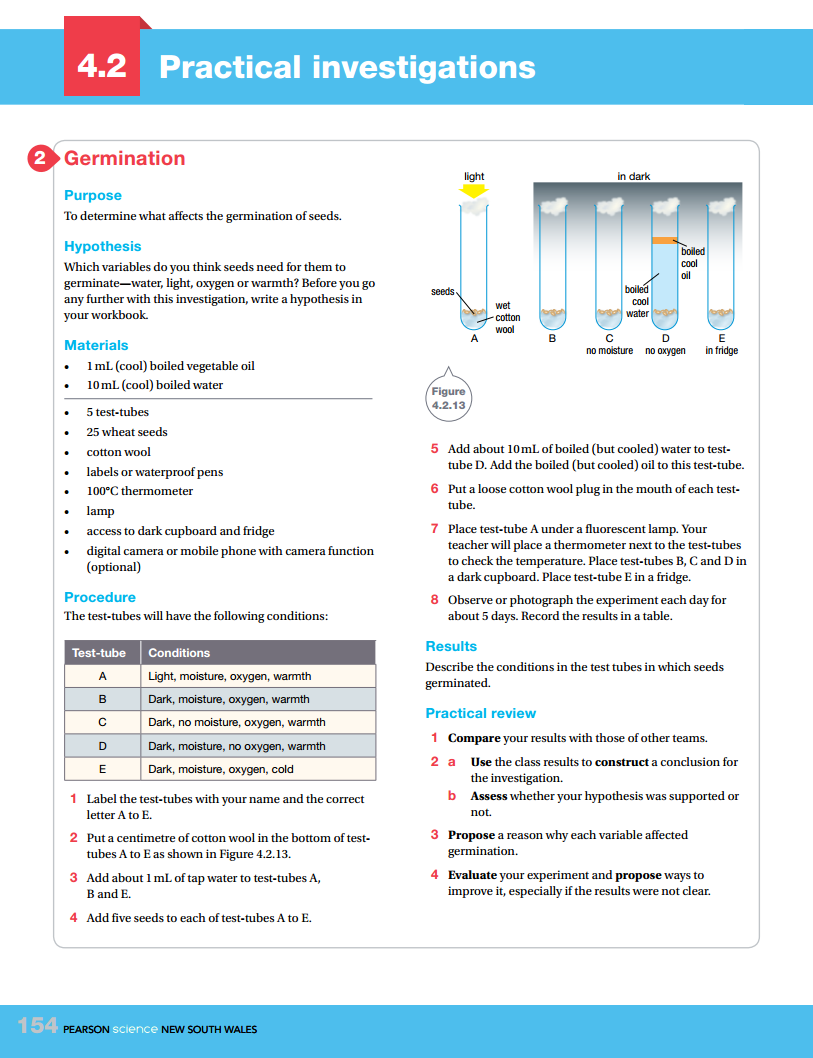 4.2 Practical investigations
2 Germination
Purpose
To determine what affects the germination of seeds.
Hypothesis
Which variables do you think seeds need for them to
germinate—water, light, oxygen or warmth? Before you go
any further with this investigation, write a hypothesis in
your workbook.
Materials
• 1 mL (cool) boiled vegetable oil
• 10 mL (cool) boiled water
• 5 test-tubes
• 25 wheat seeds
• cotton wool
• labels or waterproof pens
• 100°C thermometer
• lamp
• access to dark cupboard and fridge
• digital camera or mobile phone with camera function
(optional)
Procedure
The test-tubes will have the following conditions:
Test-tube Conditions
A Light, moisture, oxygen, warmth
B Dark, moisture, oxygen, warmth
C Dark, no moisture, oxygen, warmth
D Dark, moisture, no oxygen, warmth
E Dark, moisture, oxygen, cold
1 Label the test-tubes with your name and the correct
letter A to E.
2 Put a centimetre of cotton wool in the bottom of test-
tubes A to E as shown in Figure 4.2.13.
3 Add about 1 mL of tap water to test-tubes A,
B and E.
4 Add five seeds to each of test-tubes A to E.
light
in dark
seeds
wet
cotton
wool
boiled
cool
oil
boiled
cool
water
A B C D E
no moisture no oxygen in fridge
Figure
4.2.13
5 Add about 10 mL of boiled (but cooled) water to test-
tube D. Add the boiled (but cooled) oil to this test-tube.
6 Put a loose cotton wool plug in the mouth of each test-
tube.
7 Place test-tube A under a fluorescent lamp. Your
teacher will place a thermometer next to the test-tubes
to check the temperature. Place test-tubes B, C and D in
a dark cupboard. Place test-tube E in a fridge.
8 Observe or photograph the experiment each day for
about 5 days. Record the results in a table.
Results
Describe the conditions in the test tubes in which seeds
germinated.
Practical review
1 Compare your results with those of other teams.
2 a Use the class results to construct a conclusion for
the investigation.
b Assess whether your hypothesis was supported or
not.
3 Propose a reason why each variable affected
germination.
4 Evaluate your experiment and propose ways to
improve it, especially if the results were not clear.
154 PEARSON science NEW SOUTH WALES